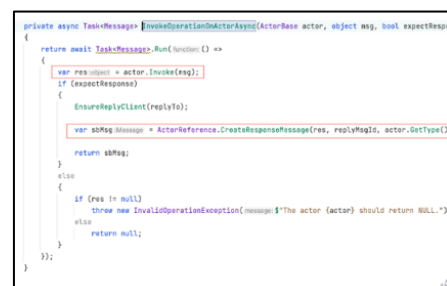 private async Task<Message> InvokeOperationOnActorAsync(ActorBase actor, object msg, bool expectRespo
{
return await Task<Message>.Run( function: () =>
{
var res :object = actor.Invoke(msg);
if (expectResponse)
{
EnsureReplyClient(replyTo);
var sbMsg :Message = ActorReference.CreateResponseMessage(res, replyMsgId, actor.GetType()
return sbMsg;
}
else
{
if (res != null)
throw new InvalidOperationException( message: $"The actor {actor} should return NULL.")
else
return null;
}
});
}